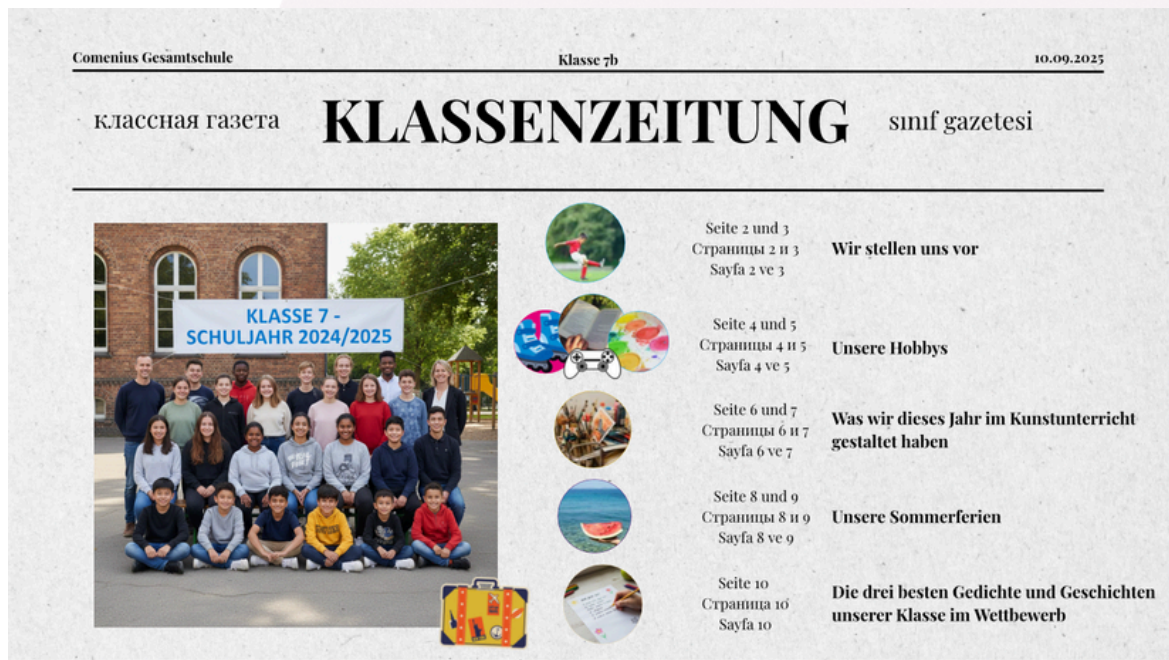 Comenius Gesamtschule
Klasse 7b
10.09.2025
классная газета
KLASSENZEITUNG
sınıf gazetesi
KLASSE 7 -
SCHULJAHR 2024/2025
Seite 2 und 3
Страницы 2 и 3
Sayfa 2 ve 3
Wir stellen uns vor
Seite 4 und 5
Страницы 4 и 5
Sayfa 4 ve 5
Unsere Hobbys
Seite 6 und 7
Страницы 6 и 7
Sayfa 6 ve 7
Was wir dieses Jahr im Kunstunterricht
gestaltet haben
Seite 8 und 9
Страницы 8 и 9
Sayfa 8 ve 9
Unsere Sommerferien
Seite 10
Страница 10
Sayfa 10
Die drei besten Gedichte und Geschichten
unserer Klasse im Wettbewerb